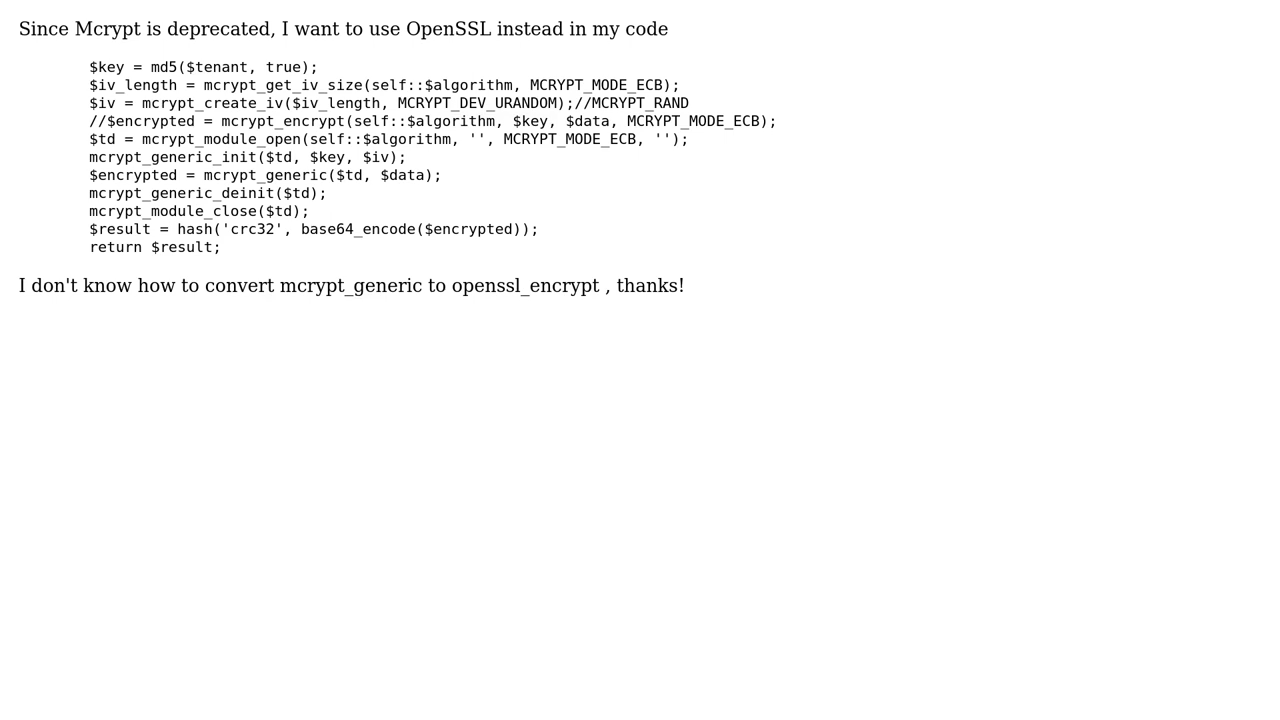 Since Mcrypt is deprecated, I want to use OpenSSL instead in my code
$key = md5($tenant, true);
$iv_length = mcrypt_get_iv_size(self::$algorithm, MCRYPT_MODE_ECB);
$iv = mcrypt_create_iv($iv_length, MCRYPT_DEV_URANDOM);//MCRYPT_RAND
//$encrypted = mcrypt_encrypt(self::$algorithm, $key, $data, MCRYPT_MODE_ECB);
$td = mcrypt_module_open(self::$algorithm, '', MCRYPT_MODE_ECB, '');
mcrypt_generic_init($td, $key, $iv);
$encrypted = mcrypt_generic($td, $data);
mcrypt_generic_deinit($td);
mcrypt_module_close($td);
$result = hash('crc32', base64_encode($encrypted));
return $result;
I don't know how to convert mcrypt_generic to openssl_encrypt , thanks!